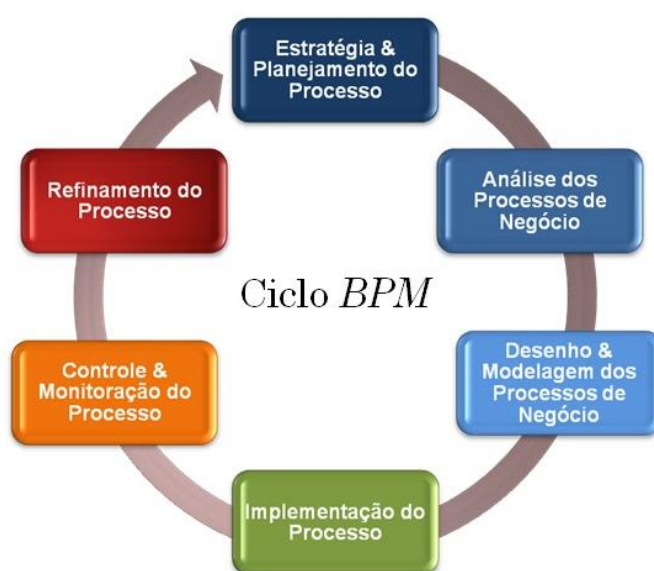 Estratégia &
Planejamento do
Processo
Análise dos
Processos de
Negócio
Desenho &
Modelagem dos
Processos de
Negócio
Implementação do
Processo
Controle &
Monitoração do
Processo
Refinamento do
Processo
Ciclo BPM